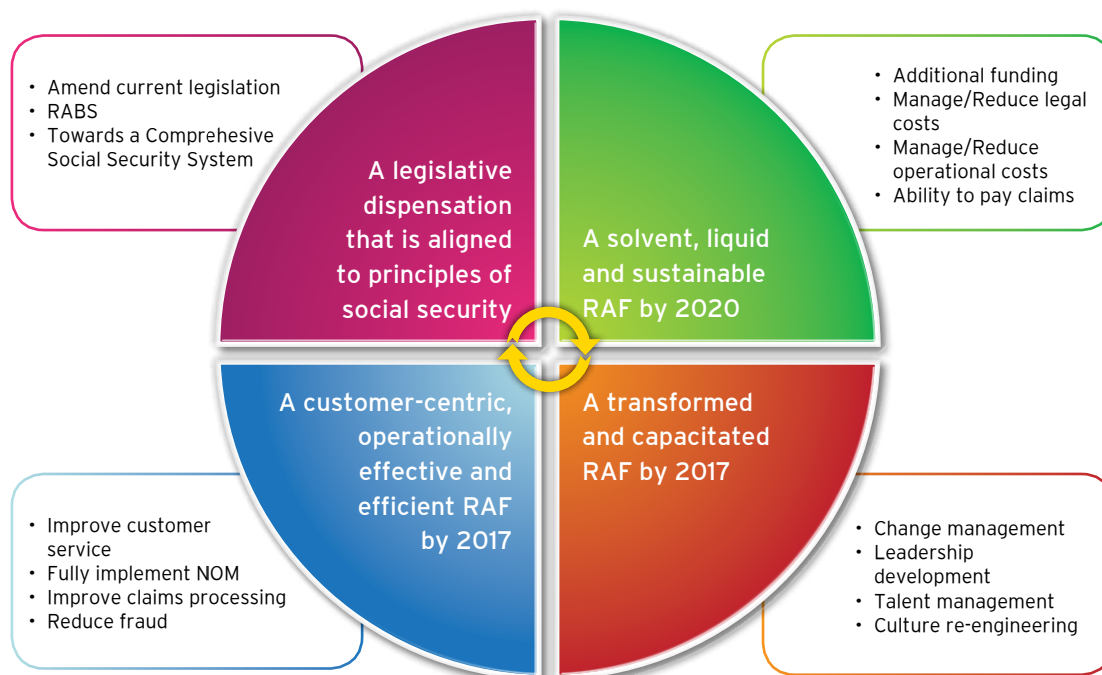 • Amend current legislation
• RABS
• Towards a Comprehesive
Social Security System
A legislative
dispensation
that is aligned
to principles of
social security
• Additional funding
• Manage/Reduce legal
costs
• Manage/Reduce
operational costs
• Ability to pay claims
A solvent, liquid
and sustainable
RAF by 2020
A customer-centric,
operationally
effective and
efficient RAF
by 2017
• Improve customer
service
• Fully implement NOM
• Improve claims processing
• Reduce fraud
A transformed
and capacitated
RAF by 2017
• Change management
• Leadership
development
• Talent management
• Culture re-engineering